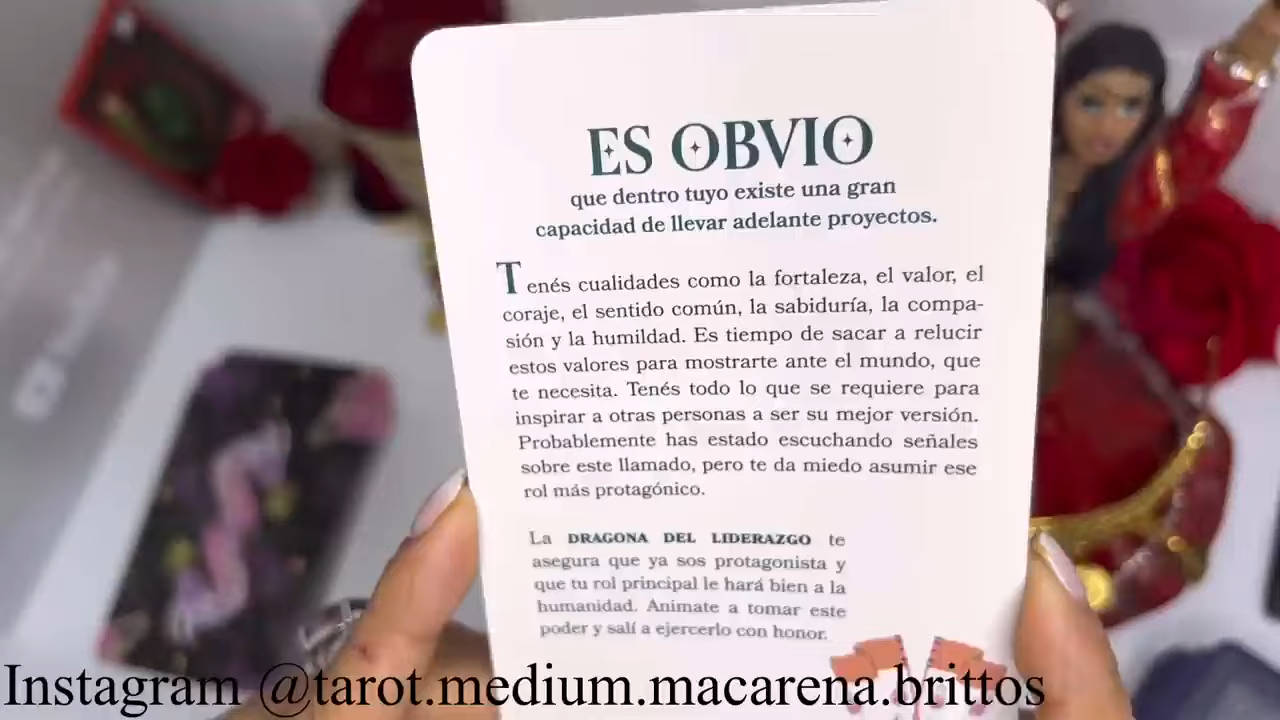 ES OBVIO
que dentro tuyo existe una gran
capacidad de llevar adelante proyectos.
Tenés cualidades como la fortaleza, el valor, el
coraje, el sentido común, la sabiduría, la compa-
sión y la humildad. Es tiempo de sacar a relucir
estos valores para mostrarte ante el mundo, que
te necesita. Tenés todo lo que se requiere para
inspirar a otras personas a ser su mejor versión.
Probablemente has estado escuchando señales
sobre este llamado, pero te da miedo asumir ese
rol más protagónico.
La DRAGONA DEL LIDERAZGO te
asegura que ya sos protagonista y
que tu rol principal le hará bien a la
humanidad. Animate a tomar este
poder y salí a ejercerlo con honor.
Instagram @tarot.medium.macarena.brittos